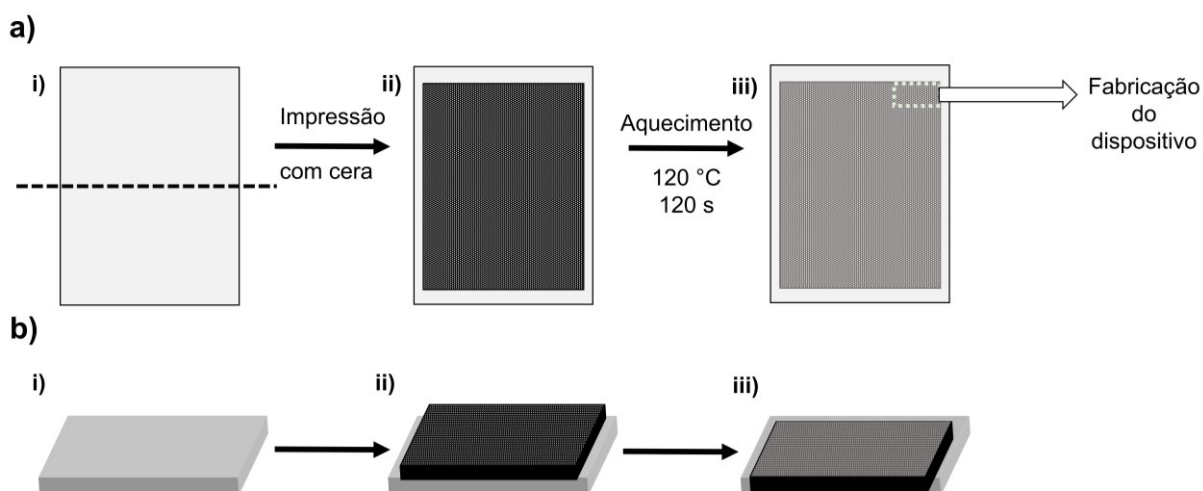 a)
i)
Impressão
com cera
ii)
Aquecimento
120 °C
120 s
iii)
Fabricação
do
dispositivo
b)
i)
ii)
iii)